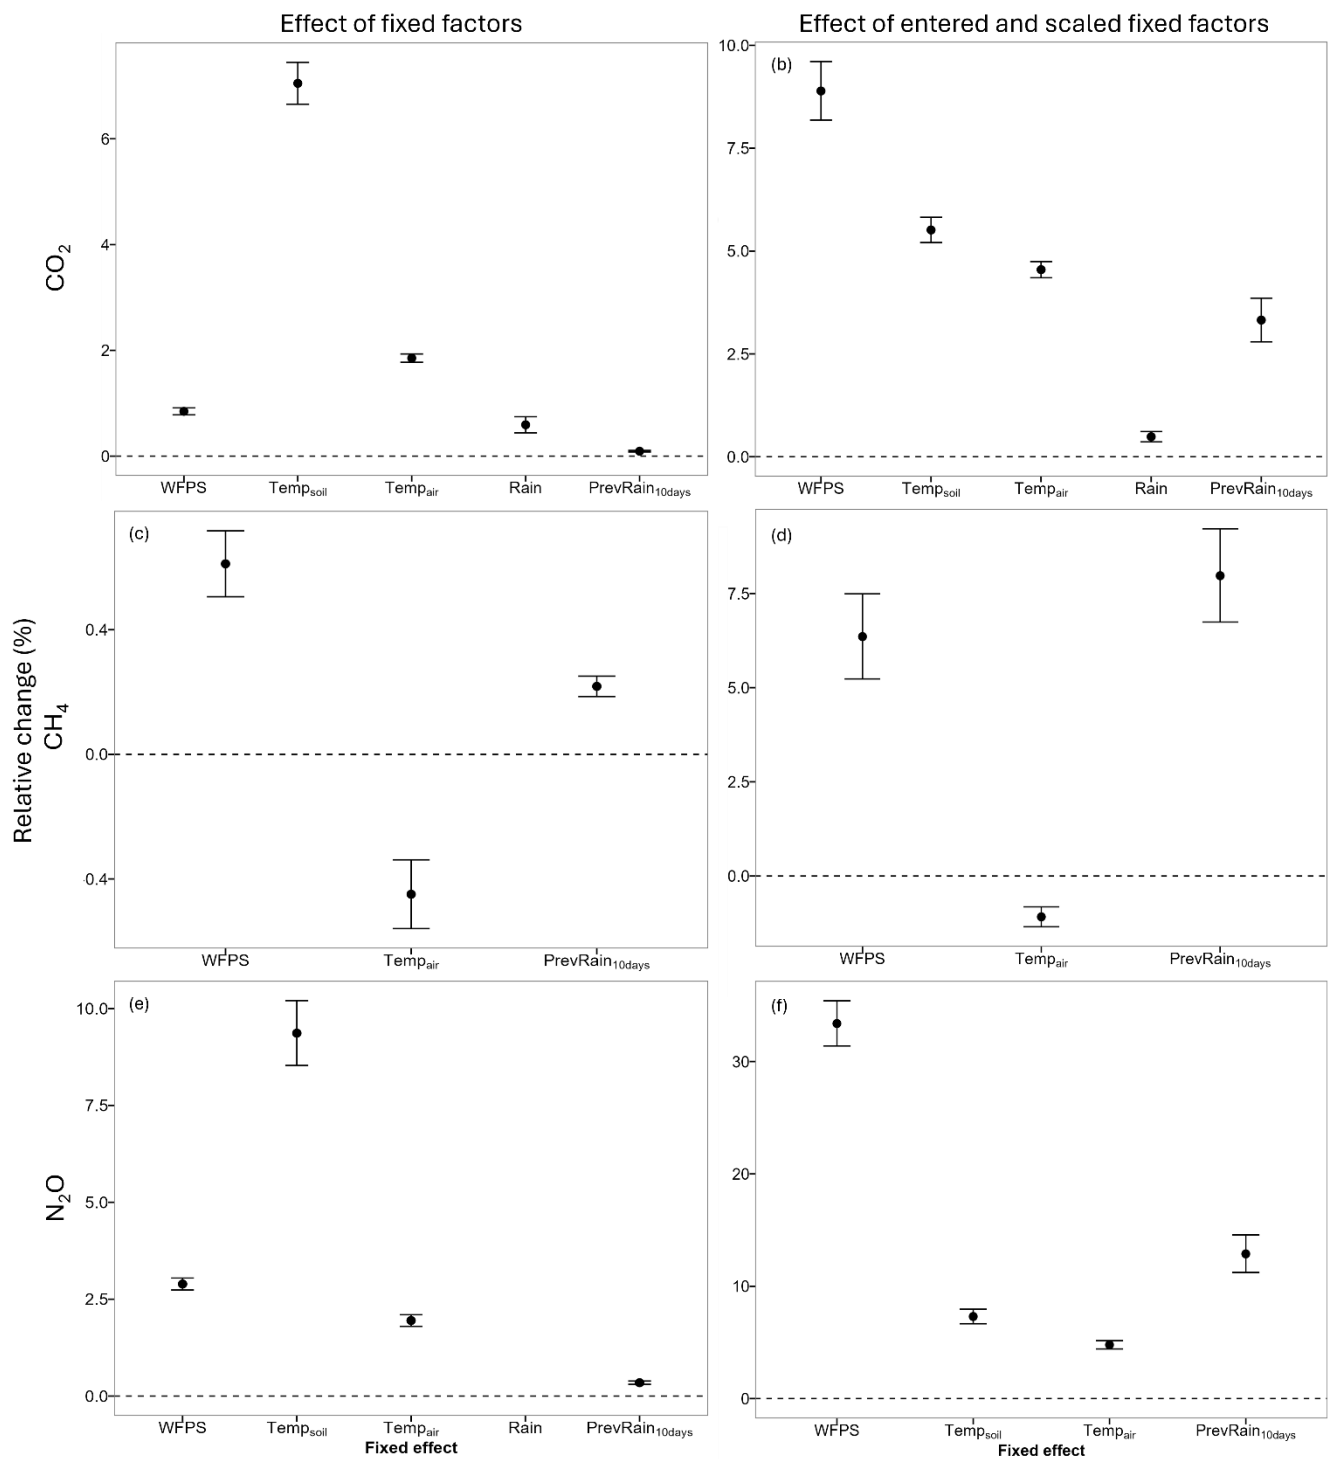 Effect of fixed factors
Effect of entered and scaled fixed factors
CO2
6
4
2
0
WFPS Tempsoil Tempair Rain PrevRain10days
(b)
10.0
7.5
5.0
2.5
0.0
WFPS Tempsoil Tempair Rain PrevRain10days
Relative change (%)
CH4
(c)
0.4
0.0
0.4
WFPS Tempair PrevRain10days
(d)
7.5
5.0
2.5
0.0
WFPS Tempair PrevRain10days
N2O
(e)
10.0
7.5
5.0
2.5
0.0
WFPS Tempsoil Tempair Rain PrevRain10days
Fixed effect
(f)
30
20
10
0
WFPS Tempsoil Tempair PrevRain10days
Fixed effect